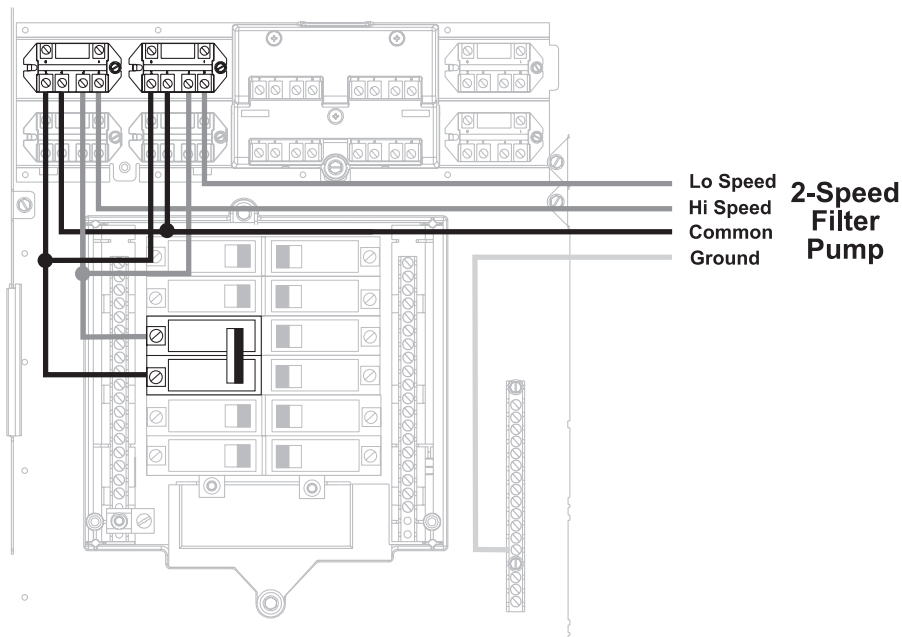 Lo Speed
Hi Speed
Common
Ground
2-Speed
Filter
Pump